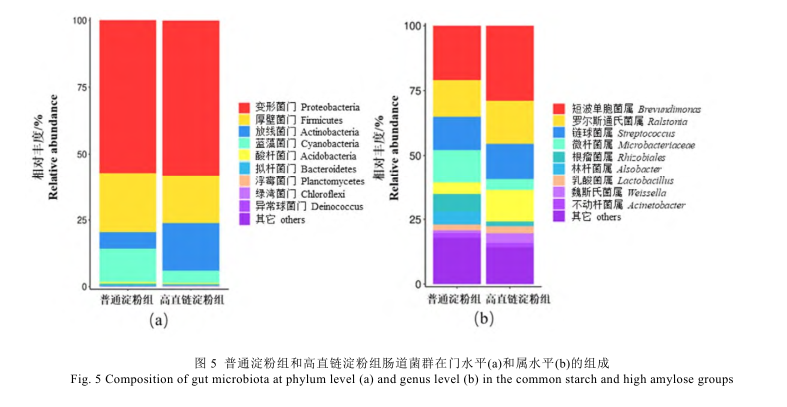 100
75
50
25
0
相对丰度/%
Relative abundance
变形菌门 Proteobacteria
厚壁菌门 Firmicutes
放线菌门 Actinobacteria
蓝藻菌门 Cyanobacteria
酸杆菌门 Acidobacteria
拟杆菌门 Bacteroidetes
浮霉菌门 Planctomycetes
绿湾菌门 Chloroflexi
异常球菌门 Deinococcus
其它 others
普通淀粉组 高直链淀粉组
(a)
100
75
50
25
0
相对丰度/%
Relative abundance
短波单胞菌属 Brevundimonas
罗尔斯通氏菌属 Ralstonia
链球菌属 Streptococcus
微杆菌属 Microbacteriaceae
根瘤菌属 Rhizobiales
林杆菌属 Alsobacter
乳酸菌属 Lactobacillus
魏斯氏菌属 Weissella
不动杆菌属 Acinetobacter
其它 others
普通淀粉组 高直链淀粉组
(b)
图 5 普通淀粉组和高直链淀粉组肠道菌群在门水平(a)和属水平(b)的组成
Fig. 5 Composition of gut microbiota at phylum level (a) and genus level (b) in the common starch and high amylose groups